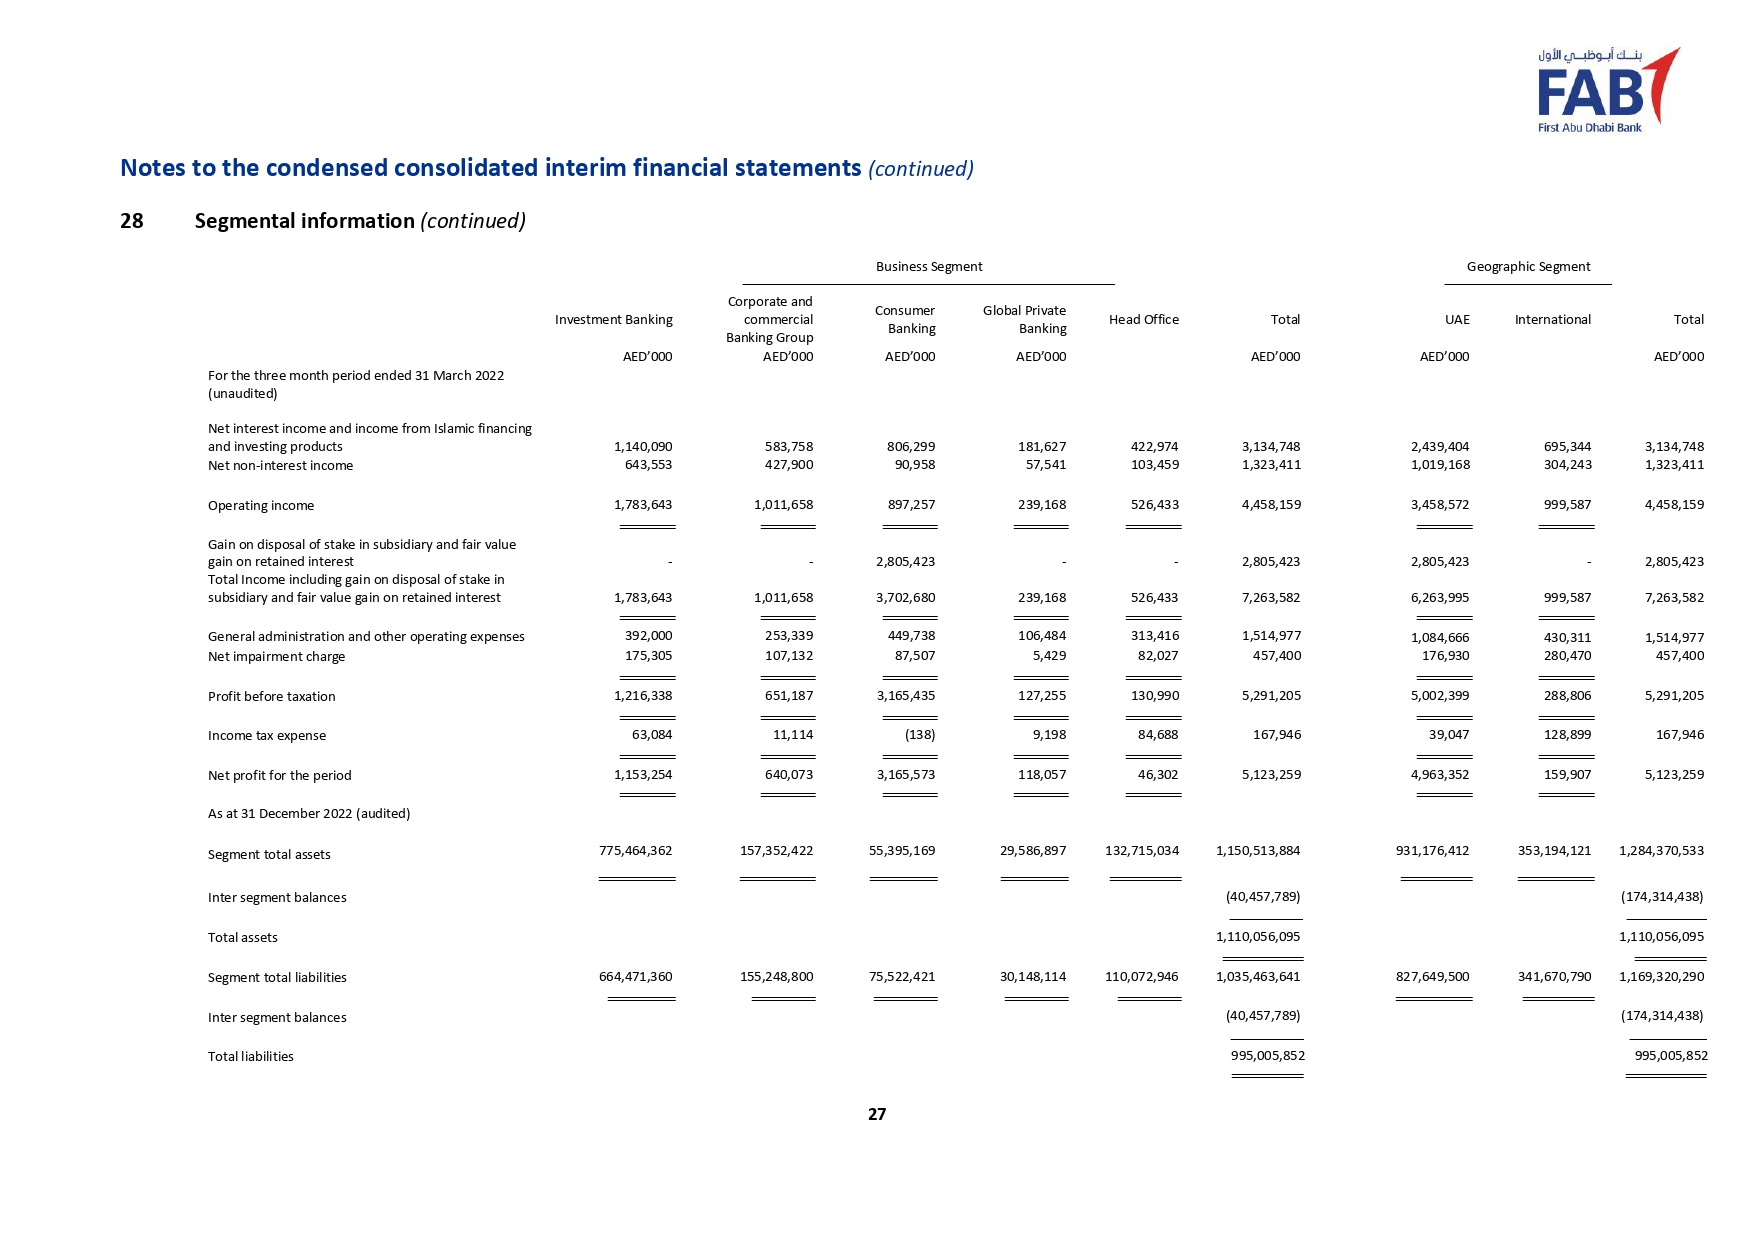 بنك أبوظبي الأول
FAB
First Abu Dhabi Bank
Notes to the condensed consolidated interim financial statements (continued)
28 Segmental information (continued)
Business Segment Geographic Segment
Investment Banking Corporate and commercial Banking Group Consumer Banking Global Private Banking Head Office Total UAE International Total
AED’000 AED’000 AED’000 AED’000 AED’000 AED’000 AED’000
For the three month period ended 31 March 2022
(unaudited)
Net interest income and income from Islamic financing
and investing products 1,140,090 583,758 806,299 181,627 422,974 3,134,748 2,439,404 695,344 3,134,748
Net non-interest income 643,553 427,900 90,958 57,541 103,459 1,323,411 1,019,168 304,243 1,323,411
Operating income 1,783,643 1,011,658 897,257 239,168 526,433 4,458,159 3,458,572 999,587 4,458,159
Gain on disposal of stake in subsidiary and fair value
gain on retained interest - - 2,805,423 - - 2,805,423 2,805,423 - 2,805,423
Total Income including gain on disposal of stake in
subsidiary and fair value gain on retained interest 1,783,643 1,011,658 3,702,680 239,168 526,433 7,263,582 6,263,995 999,587 7,263,582
General administration and other operating expenses 392,000 253,339 449,738 106,484 313,416 1,514,977 1,084,666 430,311 1,514,977
Net impairment charge 175,305 107,132 87,507 5,429 82,027 457,400 176,930 280,470 457,400
Profit before taxation 1,216,338 651,187 3,165,435 127,255 130,990 5,291,205 5,002,399 288,806 5,291,205
Income tax expense 63,084 11,114 (138) 9,198 84,688 167,946 39,047 128,899 167,946
Net profit for the period 1,153,254 640,073 3,165,573 118,057 46,302 5,123,259 4,963,352 159,907 5,123,259
As at 31 December 2022 (audited)
Segment total assets 775,464,362 157,352,422 55,395,169 29,586,897 132,715,034 1,150,513,884 931,176,412 353,194,121 1,284,370,533
Inter segment balances (40,457,789) (174,314,438)
Total assets 1,110,056,095 1,110,056,095
Segment total liabilities 664,471,360 155,248,800 75,522,421 30,148,114 110,072,946 1,035,463,641 827,649,500 341,670,790 1,169,320,290
Inter segment balances (40,457,789) (174,314,438)
Total liabilities 995,005,852 995,005,852
27